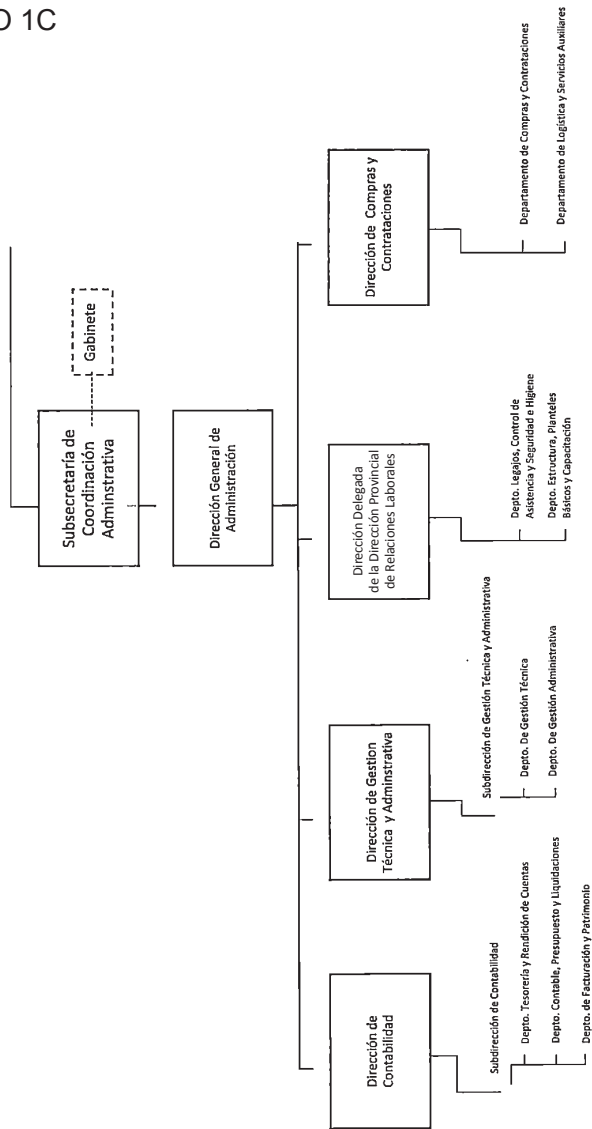 O 1C
Subsecretaría de
Coordinación
Adminstrativa
Gabinete
Dirección General de
Administración
Dirección de
Contabilidad
Subdirección de Contabilidad
Depto. Tesorería y Rendición de Cuentas
Depto. Contable, Presupuesto y Liquidaciones
Depto. de Facturación y Patrimonio
Dirección de Gestion
Técnica y Adminstrativa
Subdirección de Gestión Técnica y Administrativa
Depto. De Gestión Técnica
Depto. De Gestión Administrativa
Dirección Delegada
de la Dirección Provincial
de Relaciones Laborales
Depto. Legajos, Control de
Asistencia y Seguridad e Higiene
Depto. Estructura, Planteles
Básicos y Capacitación
Dirección de Compras y
Contrataciones
Departamento de Compras y Contrataciones
Departamento de Logística y Servicios Auxiliares